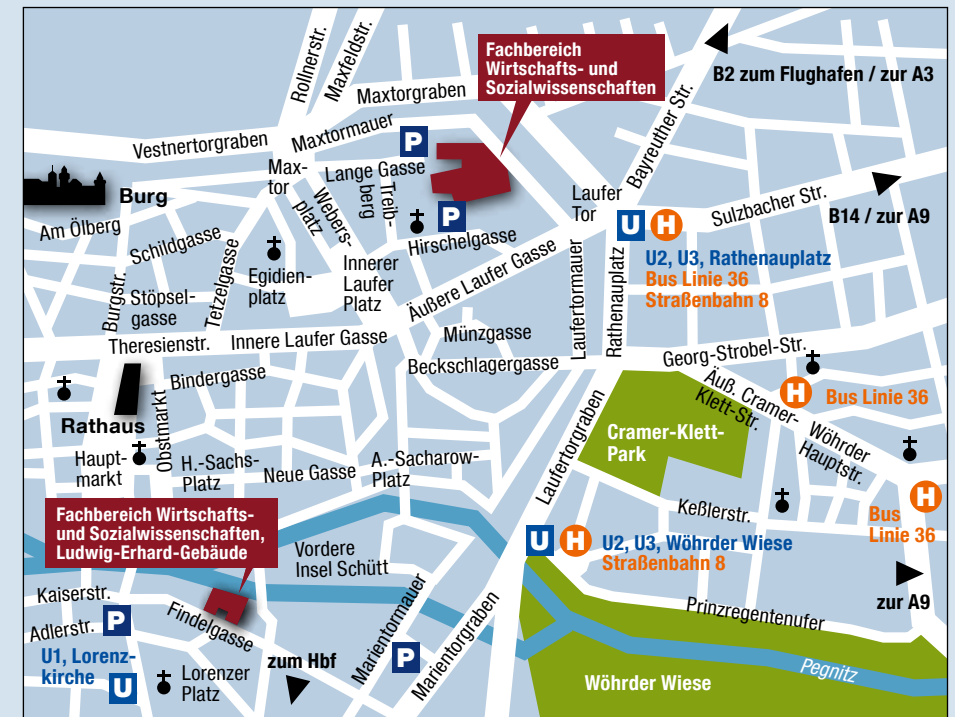 Rollnerstr.
Maxfeldstr.
Fachbereich
Wirtschafts- und
Sozialwissenschaften
B2 zum Flughafen / zur A3
Maxtorgraben
Bayreuther Str.
Maxtormauer
Vestnertorgraben
P
Max-
tor
Lange Gasse
Treib-
berg
Webers-
platz
P
Laufer
Tor
Burg
Am Ölberg
Schildgasse
Hirschelgasse
U H
Sulzbacher Str.
B14 / zur A9
U2, U3, Rathenauplatz
Bus Linie 36
Straßenbahn 8
Egidien-
platz
Innerer
Laufer
Platz
Äußere Laufer Gasse
Laufertormauer
Rathenauplatz
Burgstr.
Stöpsel-
gasse
Tetzelgasse
Theresienstr.
Innere Laufer Gasse
Münzgasse
Beckschlagergasse
Georg-Strobel-Str.
Bindergasse
Äuß. Cramer-
Klett-Str.
H
Bus Linie 36
Rathaus
Obstmarkt
Cramer-Klett-
Park
Wöhrder
Hauptstr.
Haupt-
markt
H.-Sachs-
Platz
Neue Gasse
A.-Sacharow-
Platz
Laufertorgraben
Keßlerstr.
H
Bus
Linie 36
Fachbereich Wirtschafts-
und Sozialwissenschaften,
Ludwig-Erhard-Gebäude
Vordere
Insel Schütt
U H
U2, U3, Wöhrder Wiese
Straßenbahn 8
zur A9
Kaiserstr.
Adlerstr.
P
Findelgasse
Marientormauer
Marientorgraben
Prinzregentenufer
U1, Lorenz-
kirche
U
Lorenzer
Platz
zum Hbf
P
Wöhrder Wiese
Pegnitz